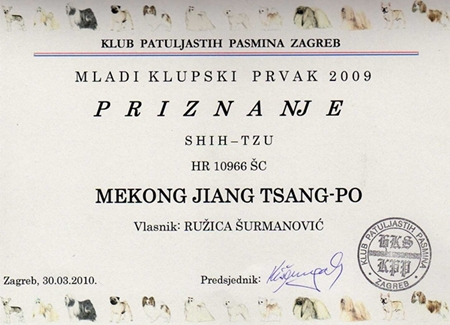 KLUB PATULJASTIH PASMINA ZAGREB
MLADI KLUPSKI PRVAK 2009
PRIZNANJE
SHIH-TZU
HR 10966 ŠC
MEKONG JIANG TSANG-PO
Vlasnik: RUŽICA ŠURMANOVIĆ
Zagreb, 30.03.2010.
Predsjednik:
KLUB PATULJASTIH PASMINA
HKS
KPP
ZAGREB